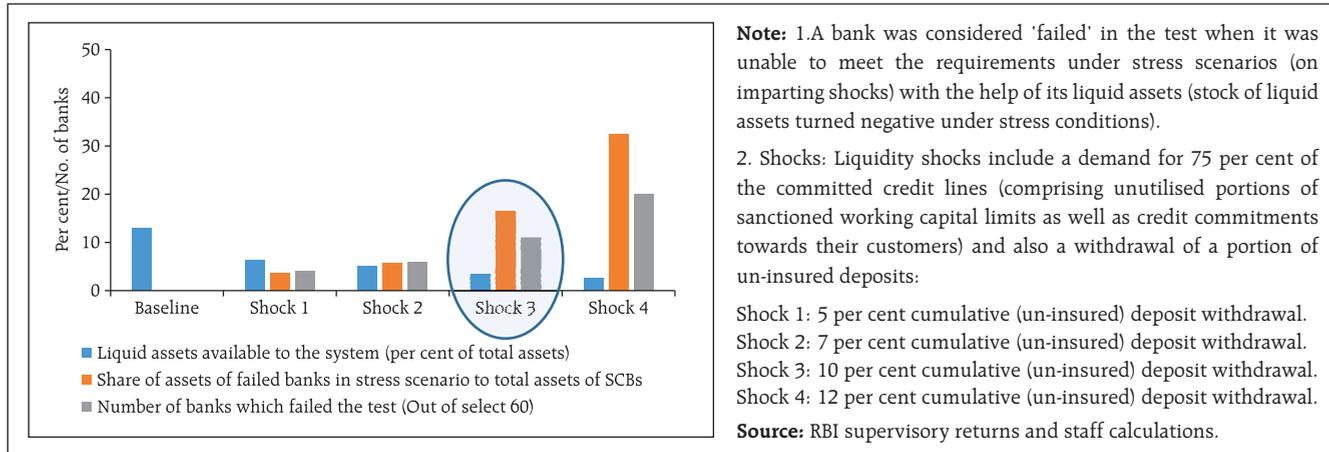 50
40
30
20
10
0
Per cent/No. of banks
Baseline
Shock 1
Shock 2
Shock 3
Shock 4
Liquid assets available to the system (per cent of total assets)
Share of assets of failed banks in stress scenario to total assets of SCBs
Number of banks which failed the test (Out of select 60)
Note: 1.A bank was considered 'failed' in the test when it was
unable to meet the requirements under stress scenarios (on
imparting shocks) with the help of its liquid assets (stock of liquid
assets turned negative under stress conditions).
2. Shocks: Liquidity shocks include a demand for 75 per cent of
the committed credit lines (comprising unutilised portions of
sanctioned working capital limits as well as credit commitments
towards their customers) and also a withdrawal of a portion of
un-insured deposits:
Shock 1: 5 per cent cumulative (un-insured) deposit withdrawal.
Shock 2: 7 per cent cumulative (un-insured) deposit withdrawal.
Shock 3: 10 per cent cumulative (un-insured) deposit withdrawal.
Shock 4: 12 per cent cumulative (un-insured) deposit withdrawal.
Source: RBI supervisory returns and staff calculations.